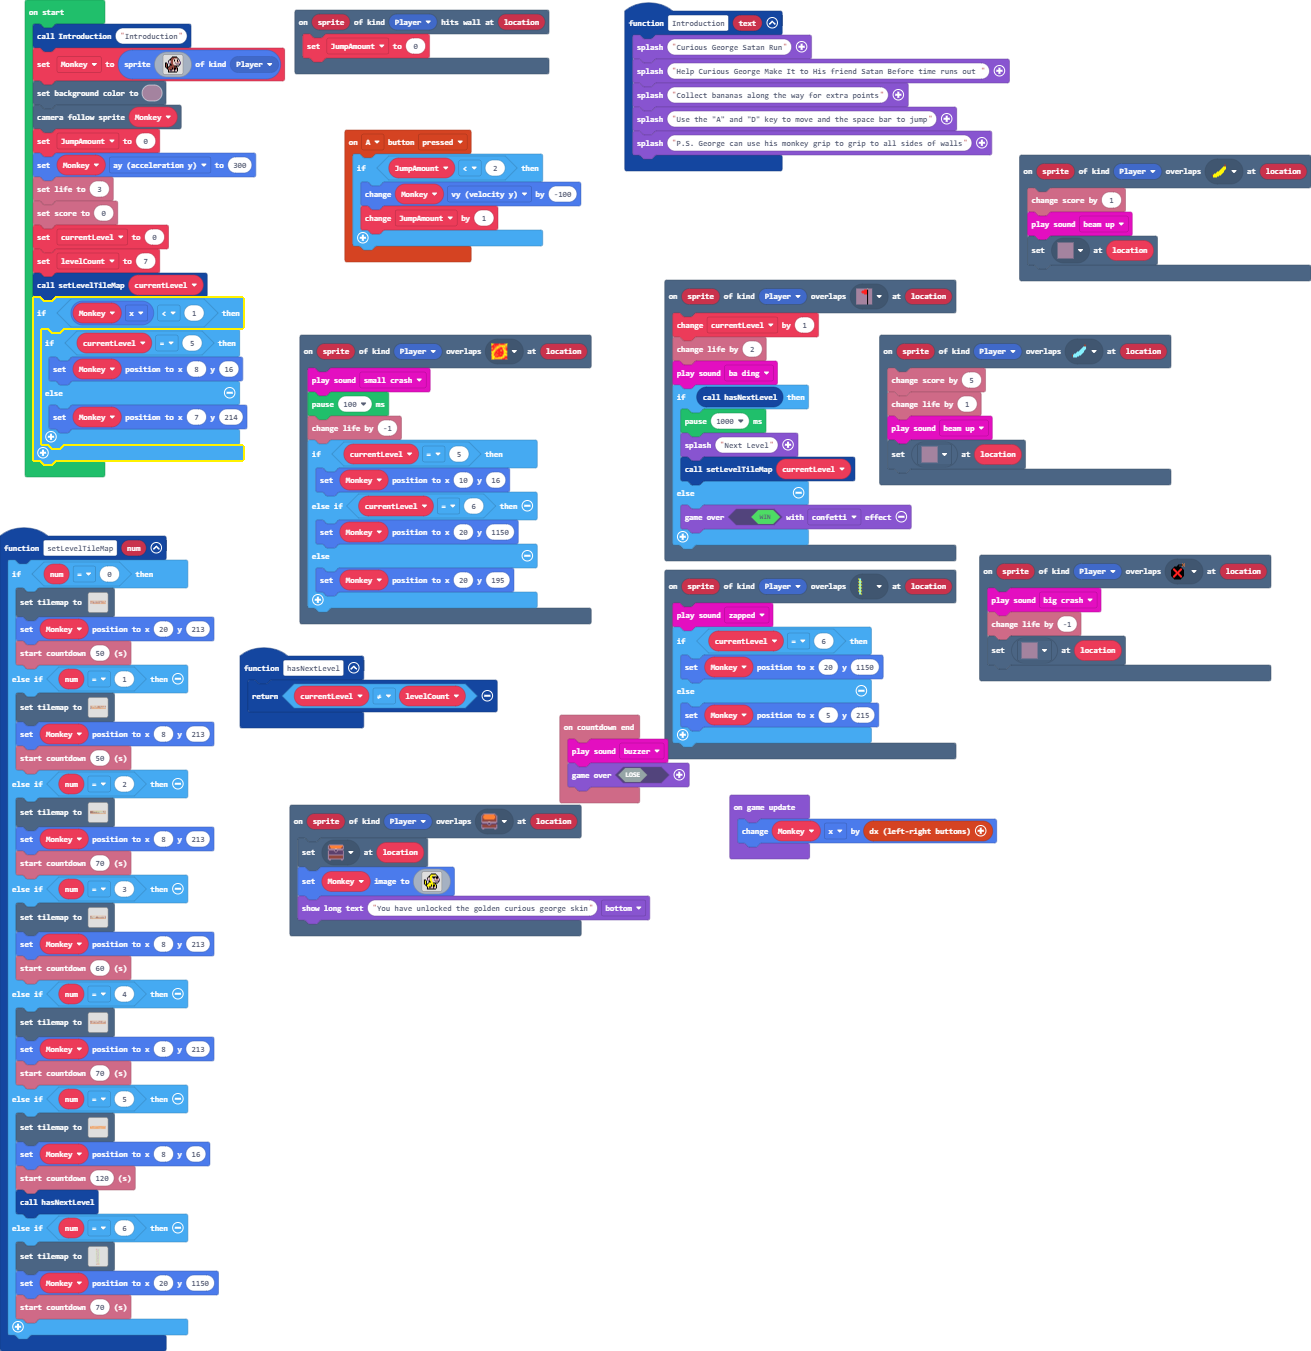 on start
call Introduction "Introduction"
set Monkey to sprite of kind Player
set background color to
camera follow sprite Monkey
set JumpAmount to 0
set Monkey ay (acceleration y) to 300
set life to 3
set score to 0
set currentLevel to 0
set levelCount to 7
call setLevelTileMap currentLevel
if Monkey x < 1 then
if currentLevel = 5 then
set Monkey position to x 8 y 16
else
set Monkey position to x 7 y 214
on sprite of kind Player hits wall at location
set JumpAmount to 0
on A button pressed
if JumpAmount < 2 then
change Monkey vy (velocity y) by -100
change JumpAmount by 1
function Introduction text
splash "Curious George Satan Run"
splash "Help Curious George Make It to His friend Satan Before time runs out "
splash "Collect bananas along the way for extra points"
splash "Use the "A" and "D" key to move and the space bar to jump"
splash "P.S. George can use his monkey grip to grip to all sides of walls"
on sprite of kind Player overlaps at location
change score by 1
play sound beam up
set at location
on sprite of kind Player overlaps at location
change currentLevel by 1
change life by 2
play sound ba ding
if call hasNextLevel then
pause 1000 ms
splash "Next Level"
call setLevelTileMap currentLevel
else
game over WIN with confetti effect
on sprite of kind Player overlaps at location
change score by 5
change life by 1
play sound beam up
set at location
on sprite of kind Player overlaps at location
play sound small crash
pause 100 ms
change life by -1
if currentLevel = 5 then
set Monkey position to x 10 y 16
else if currentLevel = 6 then
set Monkey position to x 20 y 1150
else
set Monkey position to x 20 y 195
on sprite of kind Player overlaps at location
play sound zapped
if currentLevel = 6 then
set Monkey position to x 20 y 1150
else
set Monkey position to x 5 y 215
on sprite of kind Player overlaps at location
play sound big crash
change life by -1
set at location
function hasNextLevel
return currentLevel ≠ levelCount
on countdown end
play sound buzzer
game over LOSE
on game update
change Monkey x by dx (left-right buttons)
on sprite of kind Player overlaps at location
set at location
set Monkey image to
show long text "You have unlocked the golden curious george skin" bottom
function setLevelTileMap num
if num = 0 then
set tilemap to
set Monkey position to x 20 y 213
start countdown 50 (s)
else if num = 1 then
set tilemap to
set Monkey position to x 8 y 213
start countdown 50 (s)
else if num = 2 then
set tilemap to
set Monkey position to x 8 y 213
start countdown 70 (s)
else if num = 3 then
set tilemap to
set Monkey position to x 8 y 213
start countdown 60 (s)
else if num = 4 then
set tilemap to
set Monkey position to x 8 y 213
start countdown 70 (s)
else if num = 5 then
set tilemap to
set Monkey position to x 8 y 16
start countdown 120 (s)
call hasNextLevel
else if num = 6 then
set tilemap to
set Monkey position to x 20 y 1150
start countdown 70 (s)